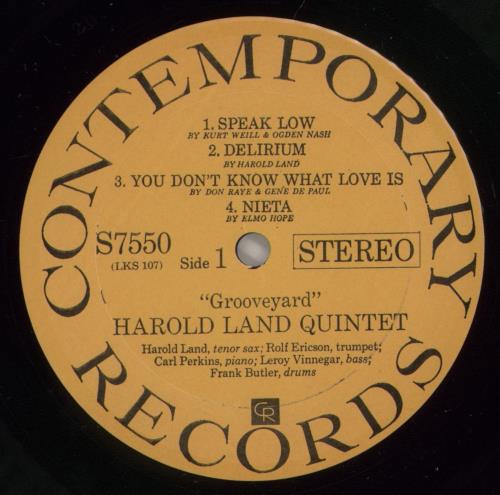 CONTEMPORARY RECORDS
1. SPEAK LOW
BY KURT WEILL & OGDEN NASH
2. DELIRIUM
BY HAROLD LAND
3. YOU DON'T KNOW WHAT LOVE IS
BY DON RAYE & GENE DE PAUL
4. NIETA
BY ELMO HOPE
S7550
(LKS 107) Side 1 STEREO
"Grooveyard"
HAROLD LAND QUINTET
Harold Land, tenor sax; Rolf Ericson, trumpet;
Carl Perkins, piano; Leroy Vinnegar, bass;
Frank Butler, drums
CR